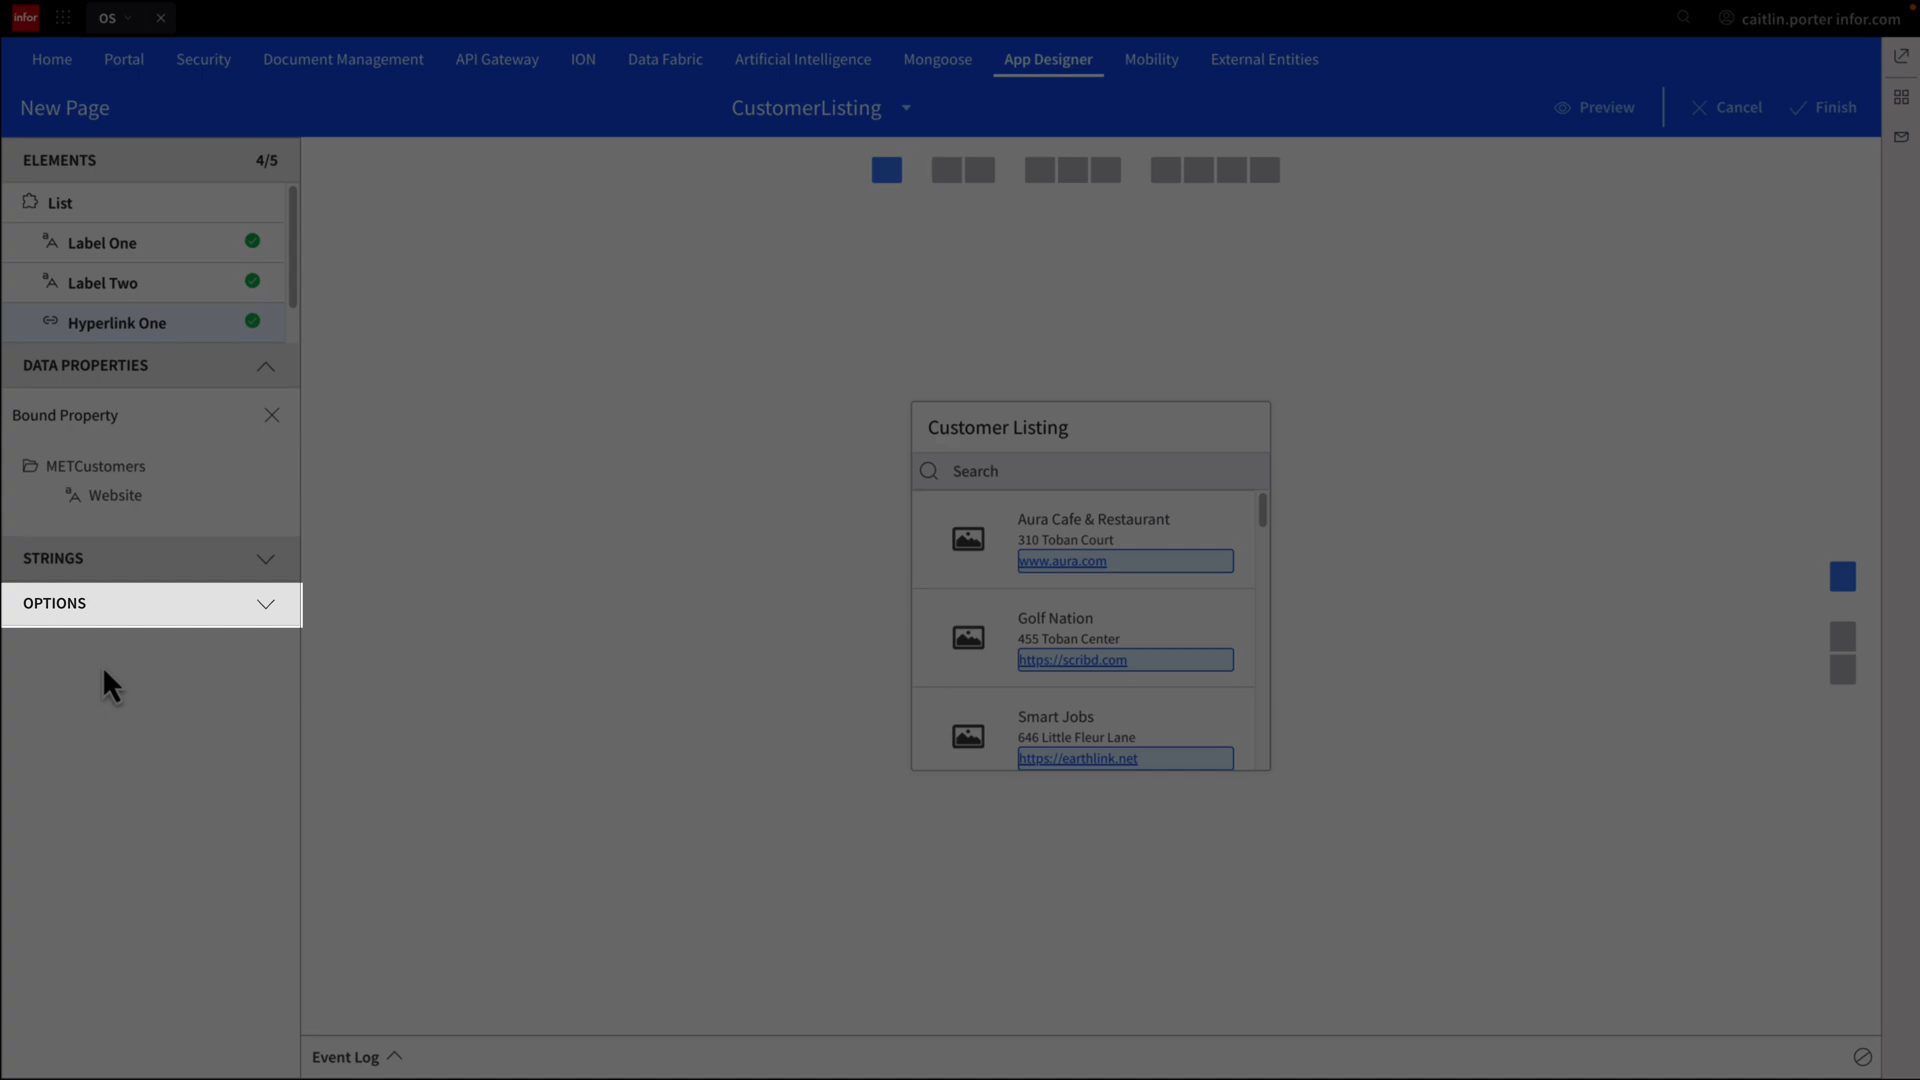 infor
OS
caitlin.porter infor.com
Home
Portal
Security
Document Management
API Gateway
ION
Data Fabric
Artificial Intelligence
Mongoose
App Designer
Mobility
External Entities
New Page
CustomerListing
Preview
Cancel
Finish
ELEMENTS 4/5
List
Label One
Label Two
Hyperlink One
DATA PROPERTIES
Bound Property
METCustomers
Website
STRINGS
OPTIONS
Customer Listing
Search
Aura Cafe & Restaurant
310 Toban Court
www.aura.com
Golf Nation
455 Toban Center
https://scribd.com
Smart Jobs
646 Little Fleur Lane
https://earthlink.net
Event Log